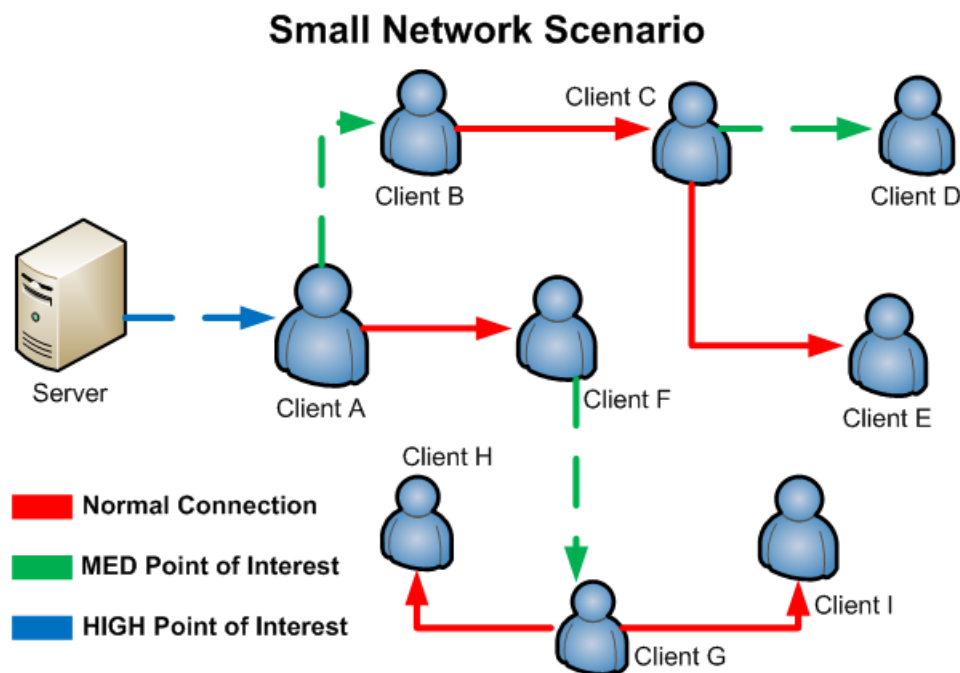 Small Network Scenario
Client C
Client B
Client D
Server
Client A
Client F
Client E
Client H
Normal Connection
MED Point of Interest
Client I
HIGH Point of Interest
Client G